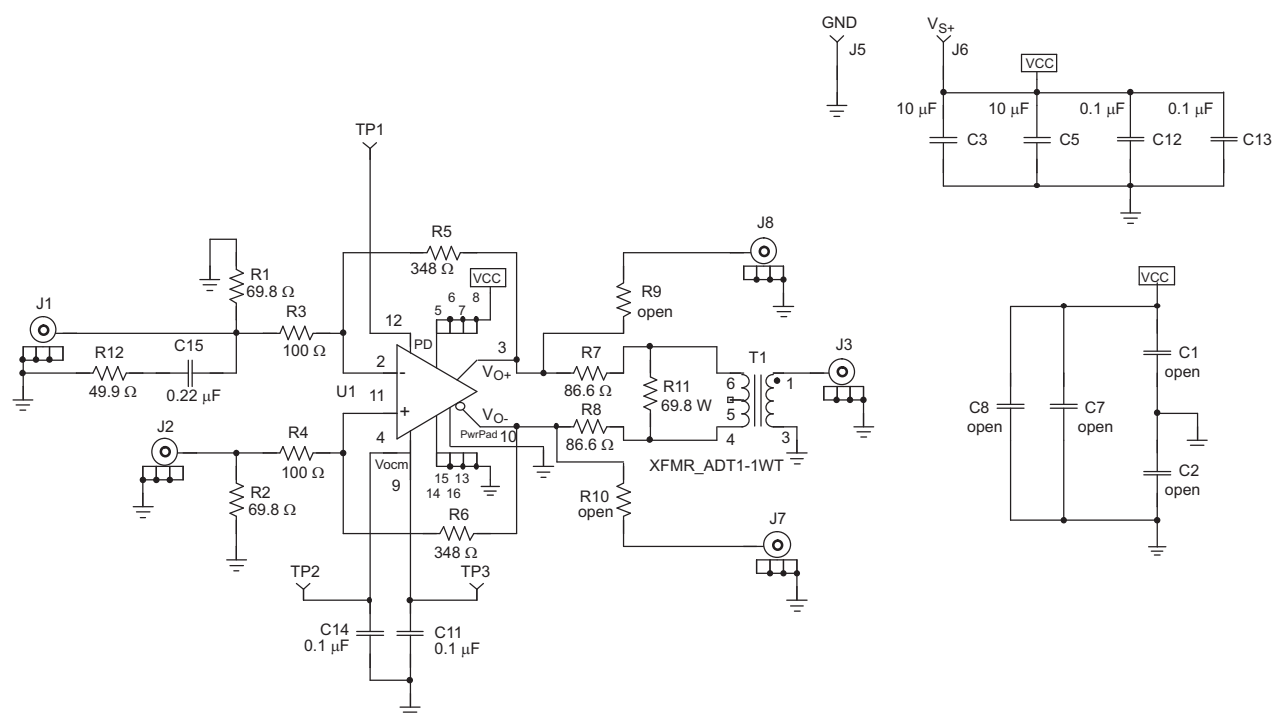 GND
J5
V_S+
J6
VCC
10 µF
10 µF
0.1 µF
0.1 µF
C3
C5
C12
C13
TP1
J8
R5
348 Ω
VCC
R1
69.8 Ω
6
8
5
7
R9
open
J1
R3
100 Ω
12
PD
3
R12
49.9 Ω
C15
0.22 µF
2
-
V_O+
R7
86.6 Ω
T1
J3
6
1
U1
11
+
R11
69.8 W
5
J2
R4
100 Ω
V_O-
R8
86.6 Ω
4
PwrPad
10
4
3
Vocm
9
15
13
14
16
XFMR_ADT1-1WT
R2
69.8 Ω
R10
open
R6
348 Ω
J7
TP2
TP3
C14
0.1 µF
C11
0.1 µF
VCC
C1
open
C8
open
C7
open
C2
open